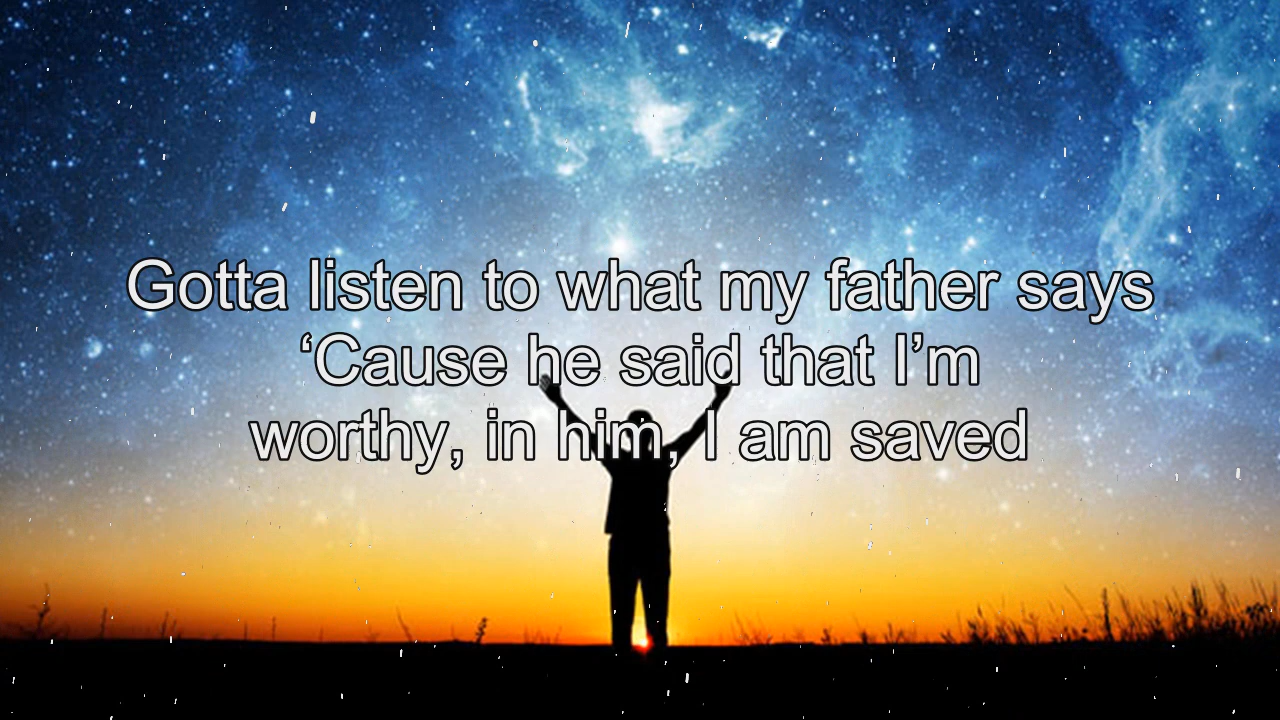 Gotta listen to what my father says
‘Cause he said that I’m
worthy, in him, I am saved